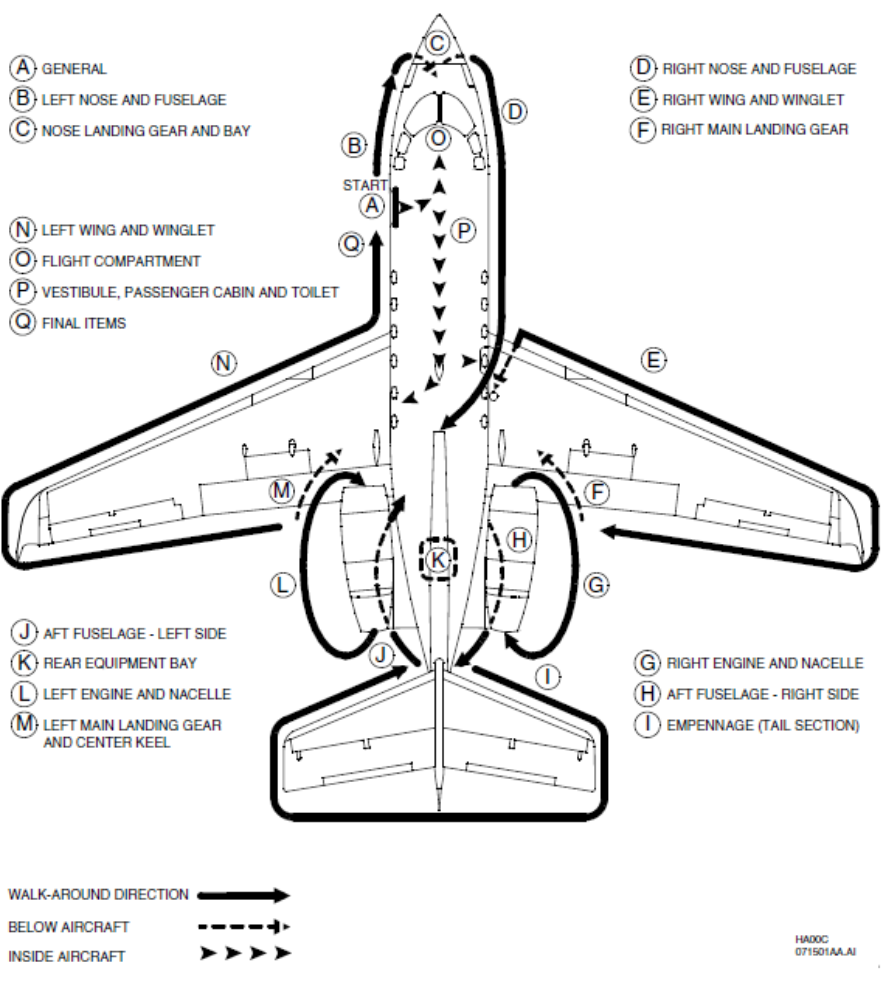 A GENERAL
B LEFT NOSE AND FUSELAGE
C NOSE LANDING GEAR AND BAY
D RIGHT NOSE AND FUSELAGE
E RIGHT WING AND WINGLET
F RIGHT MAIN LANDING GEAR
C
D
B
O
START
A
N LEFT WING AND WINGLET
O FLIGHT COMPARTMENT
P VESTIBULE, PASSENGER CABIN AND TOILET
Q FINAL ITEMS
P
Q
N
E
M
F
H
K
L
G
J
I
J AFT FUSELAGE - LEFT SIDE
K REAR EQUIPMENT BAY
L LEFT ENGINE AND NACELLE
M LEFT MAIN LANDING GEAR
AND CENTER KEEL
G RIGHT ENGINE AND NACELLE
H AFT FUSELAGE - RIGHT SIDE
I EMPENNAGE (TAIL SECTION)
WALK-AROUND DIRECTION
BELOW AIRCRAFT
INSIDE AIRCRAFT
HA00C
071501AA.AI